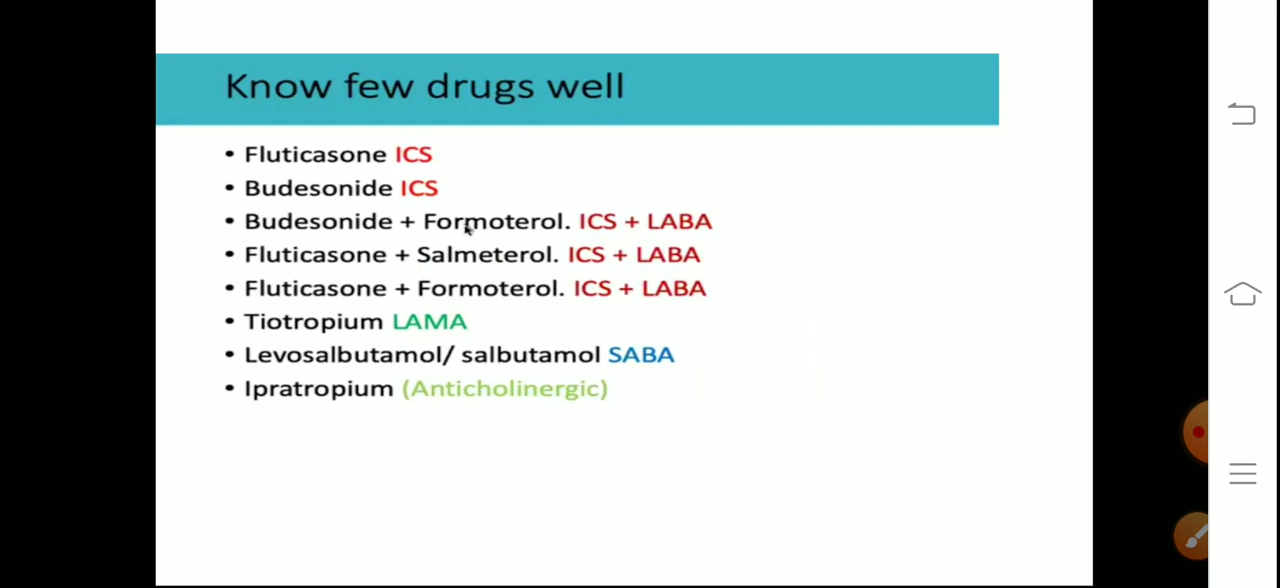 Know few drugs well
• Fluticasone ICS
• Budesonide ICS
• Budesonide + Formoterol. ICS + LABA
• Fluticasone + Salmeterol. ICS + LABA
• Fluticasone + Formoterol. ICS + LABA
• Tiotropium LAMA
• Levosalbutamol/ salbutamol SABA
• Ipratropium (Anticholinergic)